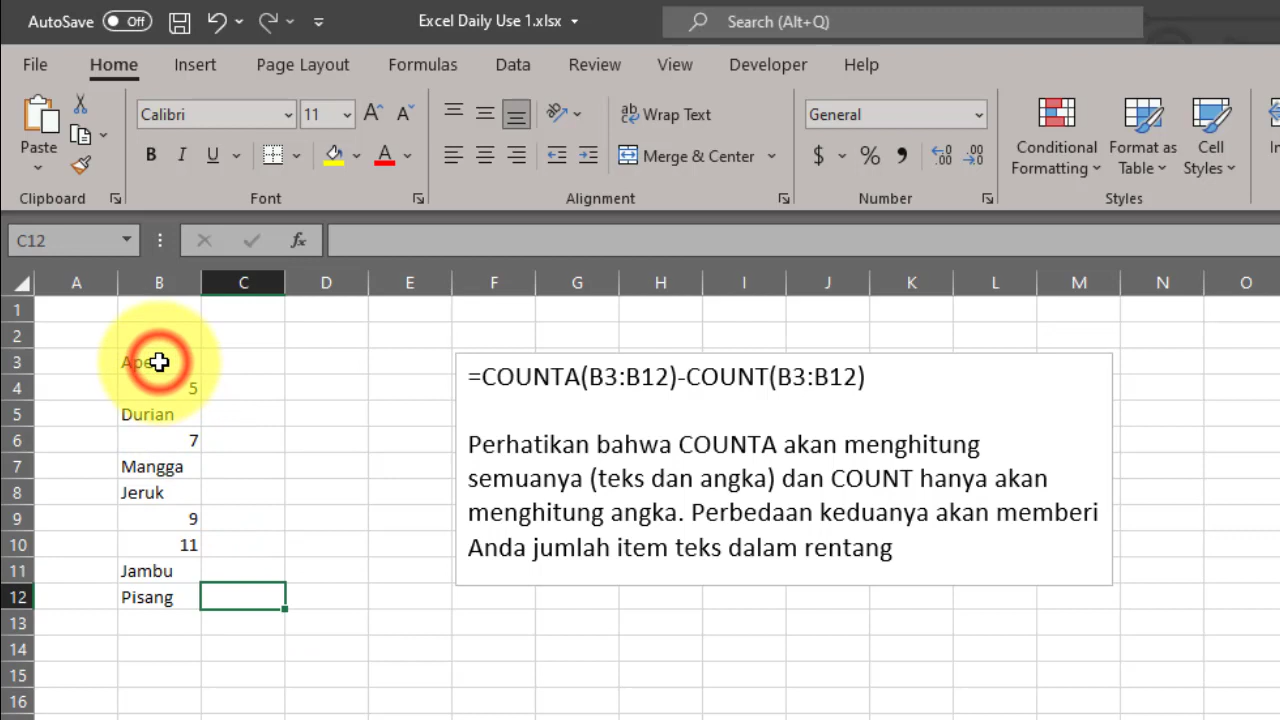 AutoSave Off Excel Daily Use 1.xlsx Search (Alt+Q)
File Home Insert Page Layout Formulas Data Review View Developer Help
Calibri 11 Wrap Text General
Paste B I U A Merge & Center $ % Conditional Formatting Format as Table Cell Styles
Clipboard Font Alignment Number Styles
C12 fx
A B C D E F G H I J K L M N O
1
2
3
4 5
5 Durian
6 7
7 Mangga
8 Jeruk
9 9
10 11
11 Jambu
12 Pisang
13
14
15
16
=COUNTA(B3:B12)-COUNT(B3:B12)
Perhatikan bahwa COUNTA akan menghitung
semuanya (teks dan angka) dan COUNT hanya akan
menghitung angka. Perbedaan keduanya akan memberi
Anda jumlah item teks dalam rentang